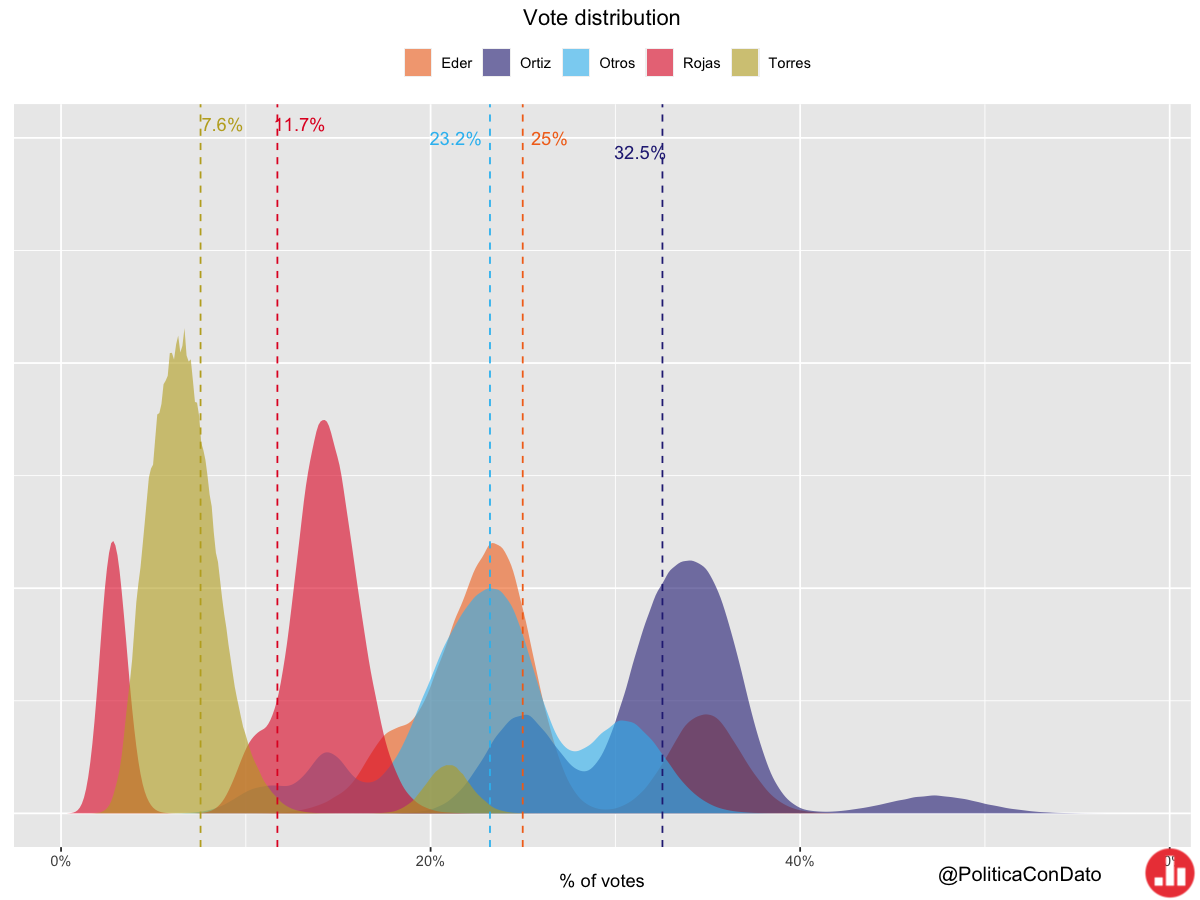 Vote distribution
Eder Ortiz Otros Rojas Torres
7.6% 11.7%
23.2% 25%
32.5%
0% 20% 40%
% of votes
@PoliticaConDato